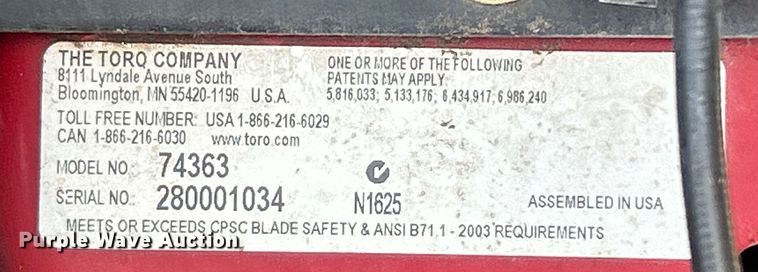 THE TORO COMPANY
8111 Lyndale Avenue South
Bloomington, MN 55420-1196 U.S.A.
ONE OR MORE OF THE FOLLOWING
PATENTS MAY APPLY:
5,816,033; 5,133,176; 6,434,917; 6,986,240
TOLL FREE NUMBER: USA 1-866-216-6029
CAN 1-866-216-6030 www.toro.com
MODEL NO.: 74363
SERIAL NO.: 280001034
N1625
ASSEMBLED IN USA
MEETS OR EXCEEDS CPSC BLADE SAFETY & ANSI B71.1 - 2003 REQUIREMENTS
Purple Wave Auction